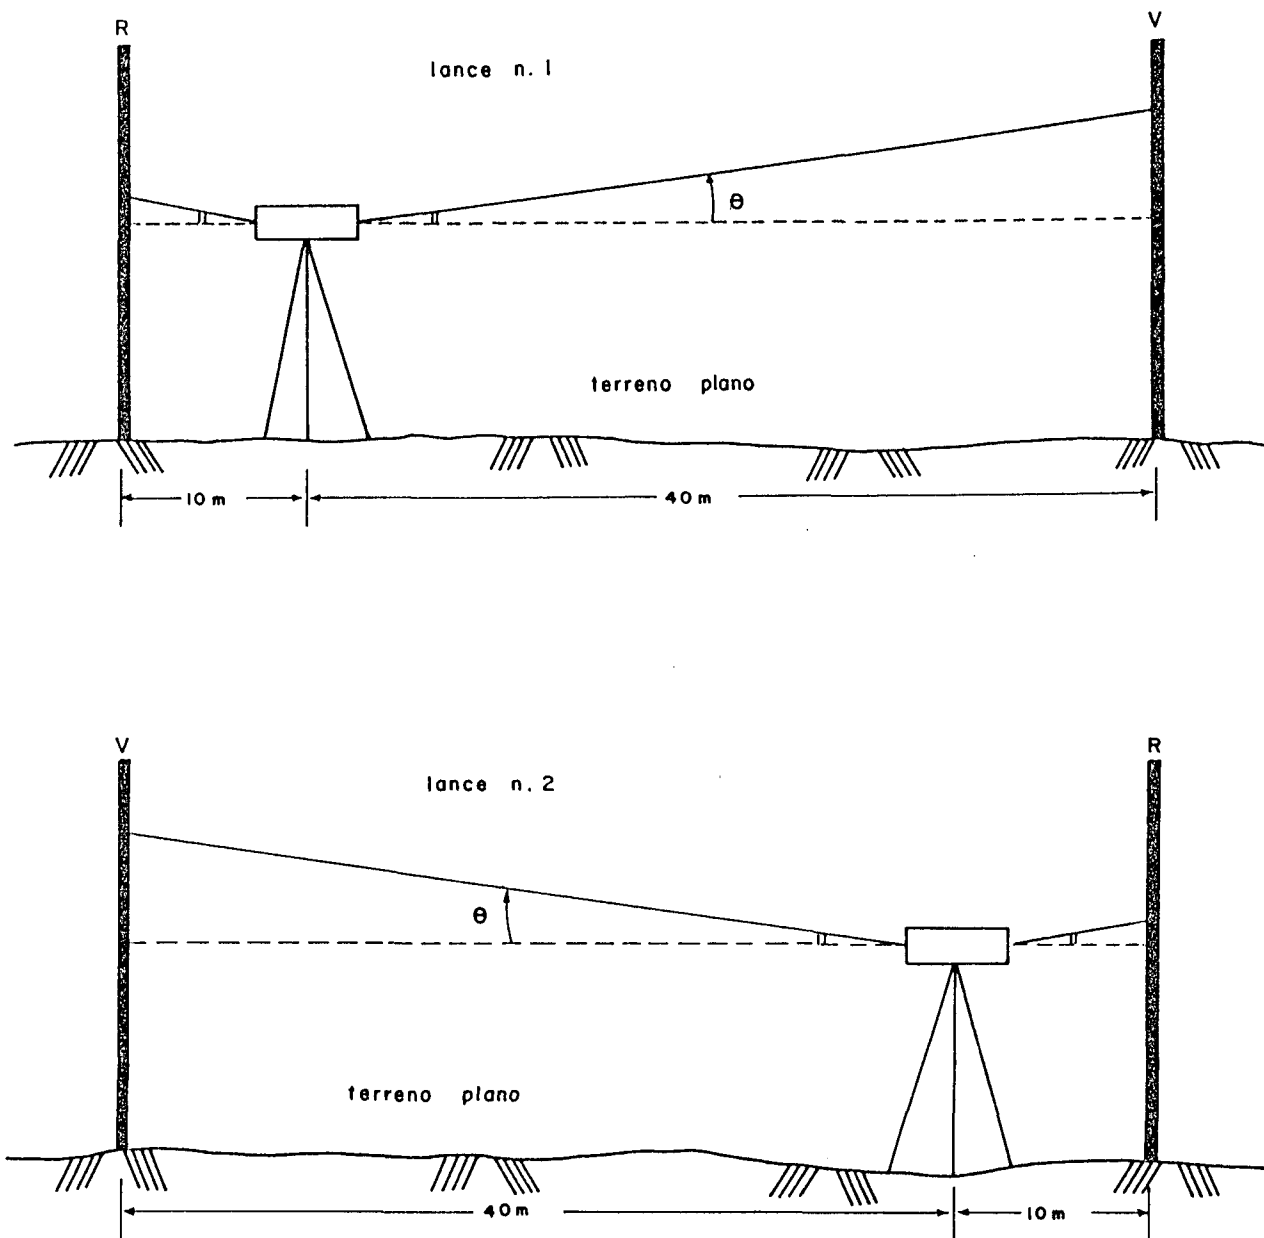 R V
lance n. 1
θ
terreno plano
10 m 40 m
V R
lance n. 2
θ
terreno plano
40 m 10 m